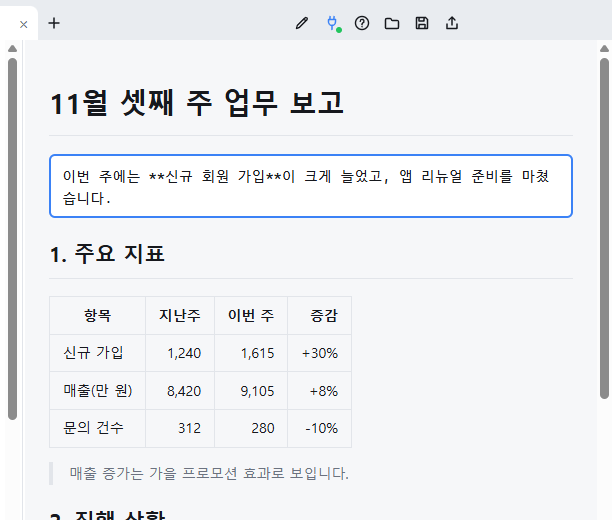 11월 셋째 주 업무 보고
이번 주에는 **신규 회원 가입**이 크게 늘었고, 앱 리뉴얼 준비를 마쳤
습니다.
1. 주요 지표
항목 지난주 이번 주 증감
신규 가입 1,240 1,615 +30%
매출(만 원) 8,420 9,105 +8%
문의 건수 312 280 -10%
매출 증가는 가을 프로모션 효과로 보입니다.
2. 진행 상황